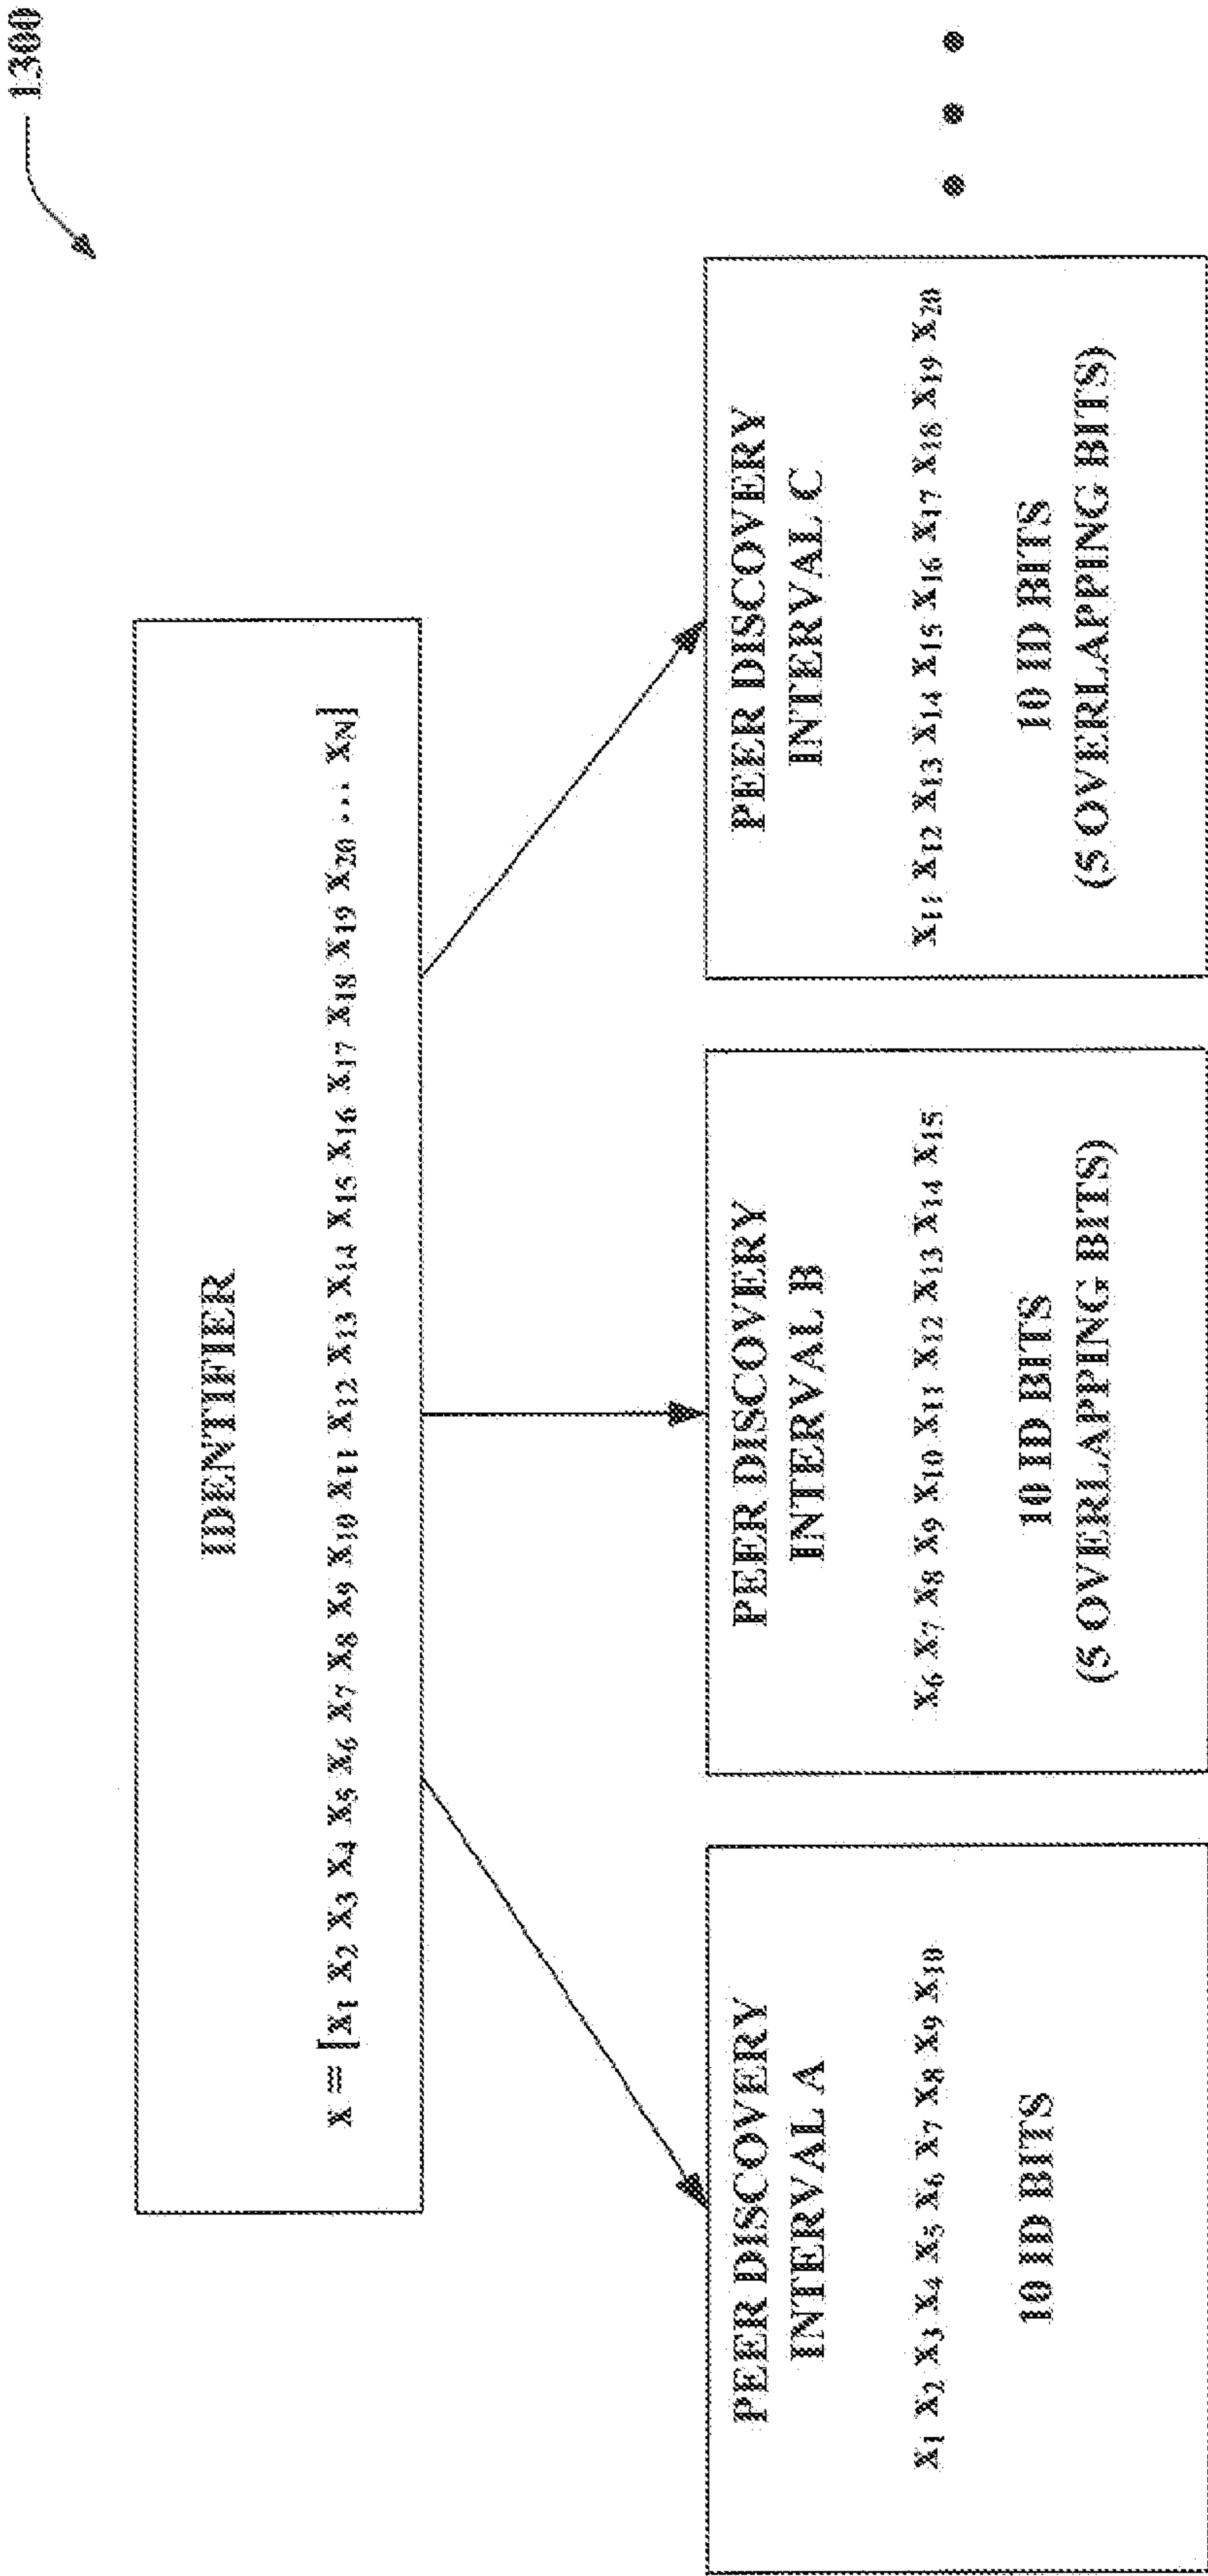 1300
IDENTIFIER
X = [X1 X2 X3 X4 X5 X6 X7 X8 X9 X10 X11 X12 X13 X14 X15 X16 X17 X18 X19 X20 ... XN]
PEER DISCOVERY
INTERVAL A
X1 X2 X3 X4 X5 X6 X7 X8 X9 X10
10 ID BITS
PEER DISCOVERY
INTERVAL B
X6 X7 X8 X9 X10 X11 X12 X13 X14 X15
10 ID BITS
(5 OVERLAPPING BITS)
PEER DISCOVERY
INTERVAL C
X11 X12 X13 X14 X15 X16 X17 X18 X19 X20
10 ID BITS
(5 OVERLAPPING BITS)